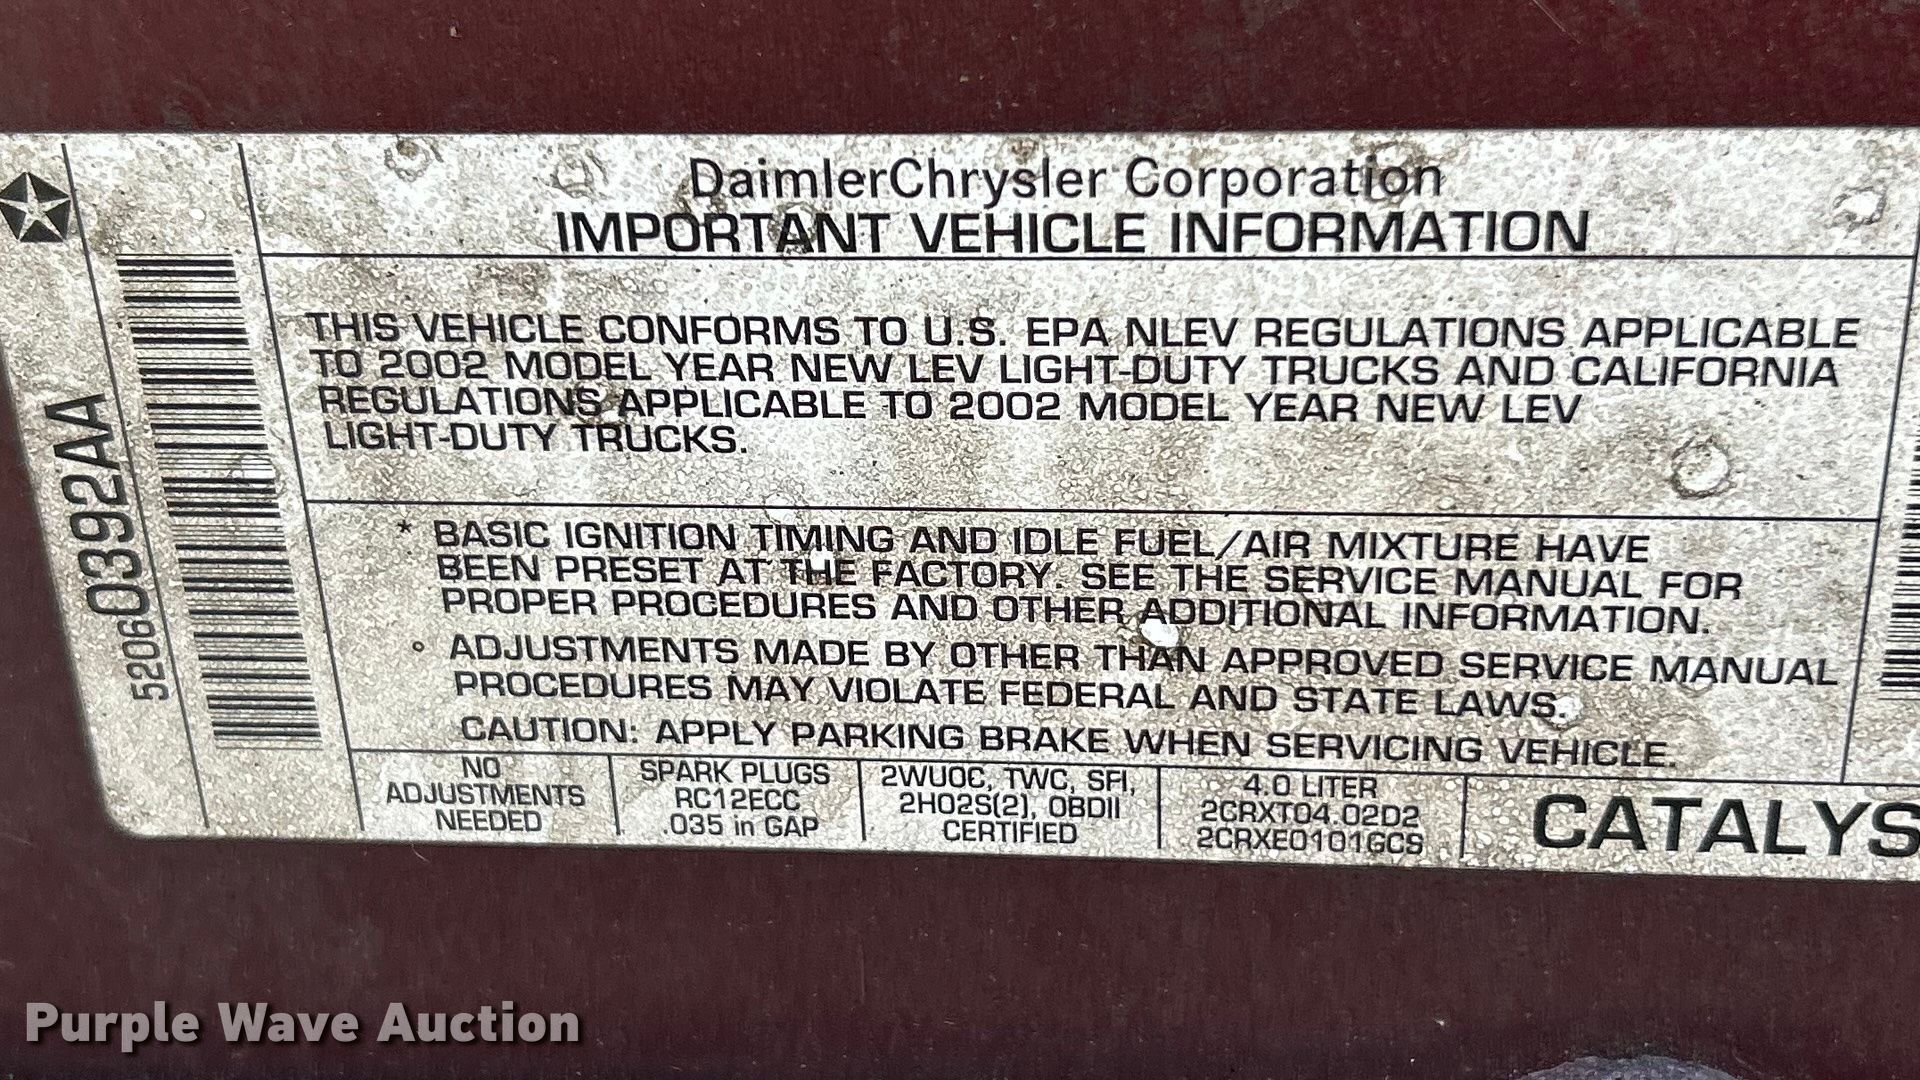 DaimlerChrysler Corporation
IMPORTANT VEHICLE INFORMATION
THIS VEHICLE CONFORMS TO U.S. EPA NLEV REGULATIONS APPLICABLE
TO 2002 MODEL YEAR NEW LEV LIGHT-DUTY TRUCKS AND CALIFORNIA
REGULATIONS APPLICABLE TO 2002 MODEL YEAR NEW LEV
LIGHT-DUTY TRUCKS.
* BASIC IGNITION TIMING AND IDLE FUEL/AIR MIXTURE HAVE
BEEN PRESET AT THE FACTORY. SEE THE SERVICE MANUAL FOR
PROPER PROCEDURES AND OTHER ADDITIONAL INFORMATION.
° ADJUSTMENTS MADE BY OTHER THAN APPROVED SERVICE MANUAL
PROCEDURES MAY VIOLATE FEDERAL AND STATE LAWS.
CAUTION: APPLY PARKING BRAKE WHEN SERVICING VEHICLE.
NO
ADJUSTMENTS
NEEDED
SPARK PLUGS
RC12ECC
.035 in GAP
2WUOC, TWC, SFI,
2HO2S(2), OBDII
CERTIFIED
4.0 LITER
2CRXT04.02D2
2CRXE0101GCS
CATALYS
52060392AA
Purple Wave Auction